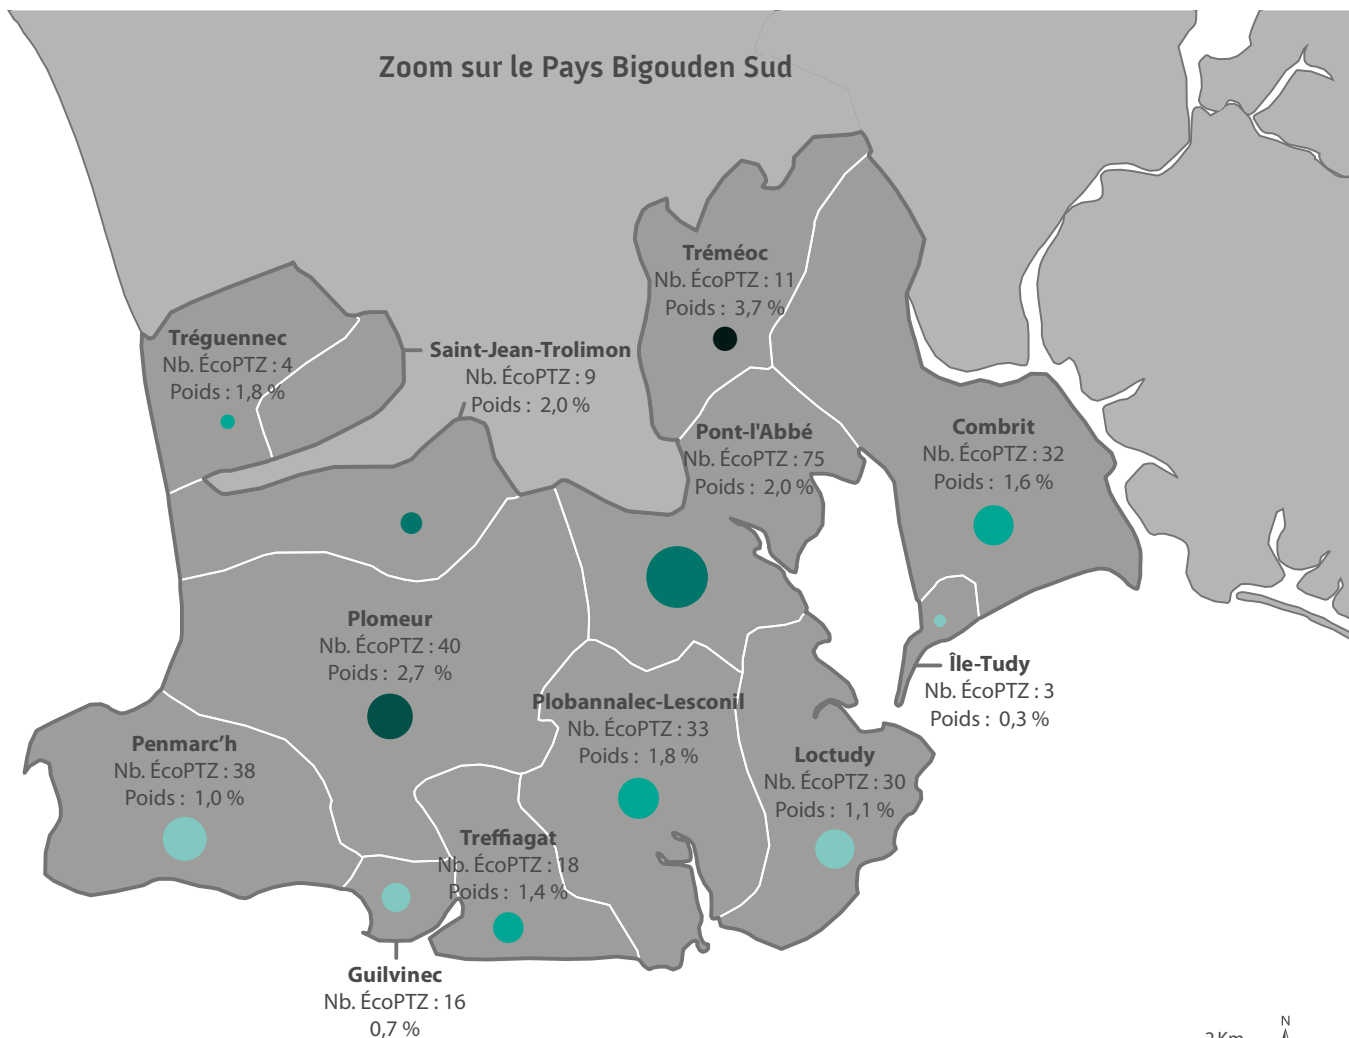 Zoom sur le Pays Bigouden Sud
Tréméoc
Nb. ÉcoPTZ : 11
Poids : 3,7 %
Tréguennec
Nb. ÉcoPTZ : 4
Poids : 1,8 %
Saint-Jean-Trolimon
Nb. ÉcoPTZ : 9
Poids : 2,0 %
Pont-l'Abbé
Nb. ÉcoPTZ : 75
Poids : 2,0 %
Combrit
Nb. ÉcoPTZ : 32
Poids : 1,6 %
Plomeur
Nb. ÉcoPTZ : 40
Poids : 2,7 %
Île-Tudy
Nb. ÉcoPTZ : 3
Poids : 0,3 %
Plobannalec-Lesconil
Nb. ÉcoPTZ : 33
Poids : 1,8 %
Penmarc’h
Nb. ÉcoPTZ : 38
Poids : 1,0 %
Loctudy
Nb. ÉcoPTZ : 30
Poids : 1,1 %
Treffiagat
Nb. ÉcoPTZ : 18
Poids : 1,4 %
Guilvinec
Nb. ÉcoPTZ : 16
0,7 %
N
2 Km